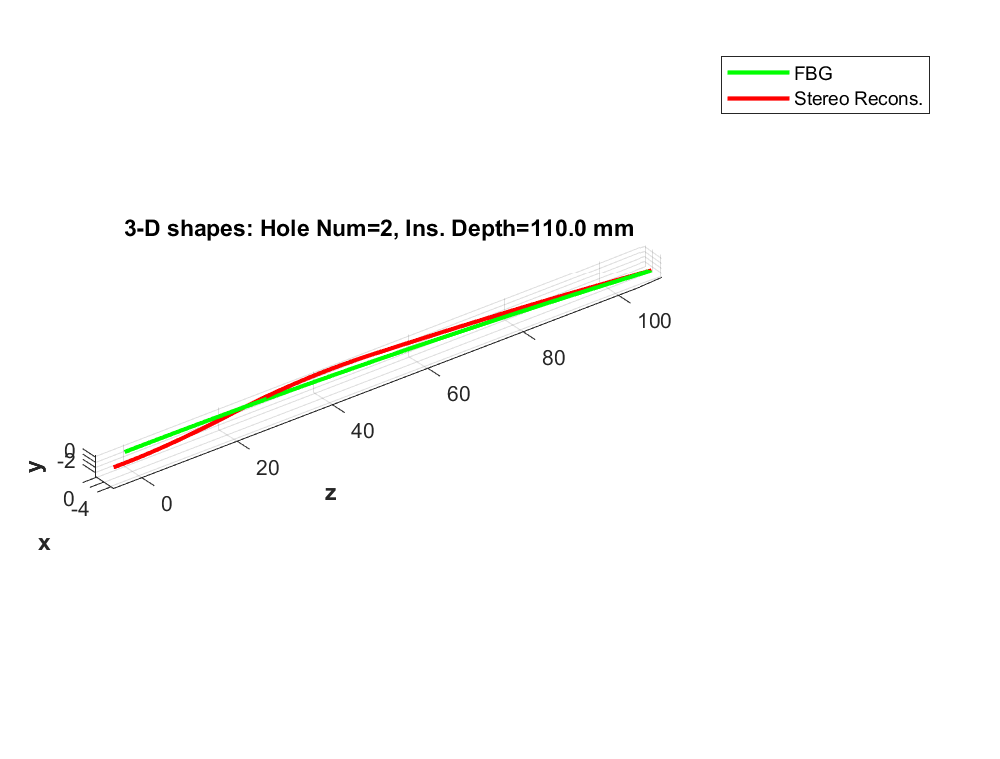 FBG
Stereo Recons.
3-D shapes: Hole Num=2, Ins. Depth=110.0 mm
100
80
60
40
20
0
z
0
-2
y
0
-4
x